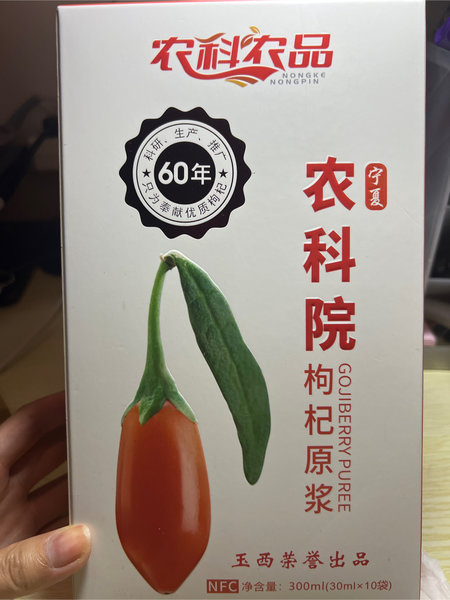 农科农品
NONGKE
NONGPIN
科研、生产、推广
60年
只为奉献优质枸杞
宁夏
农科院
枸杞原浆
GOJIBERRY PUREE
玉西荣誉出品
NFC 净含量: 300ml(30ml×10袋)